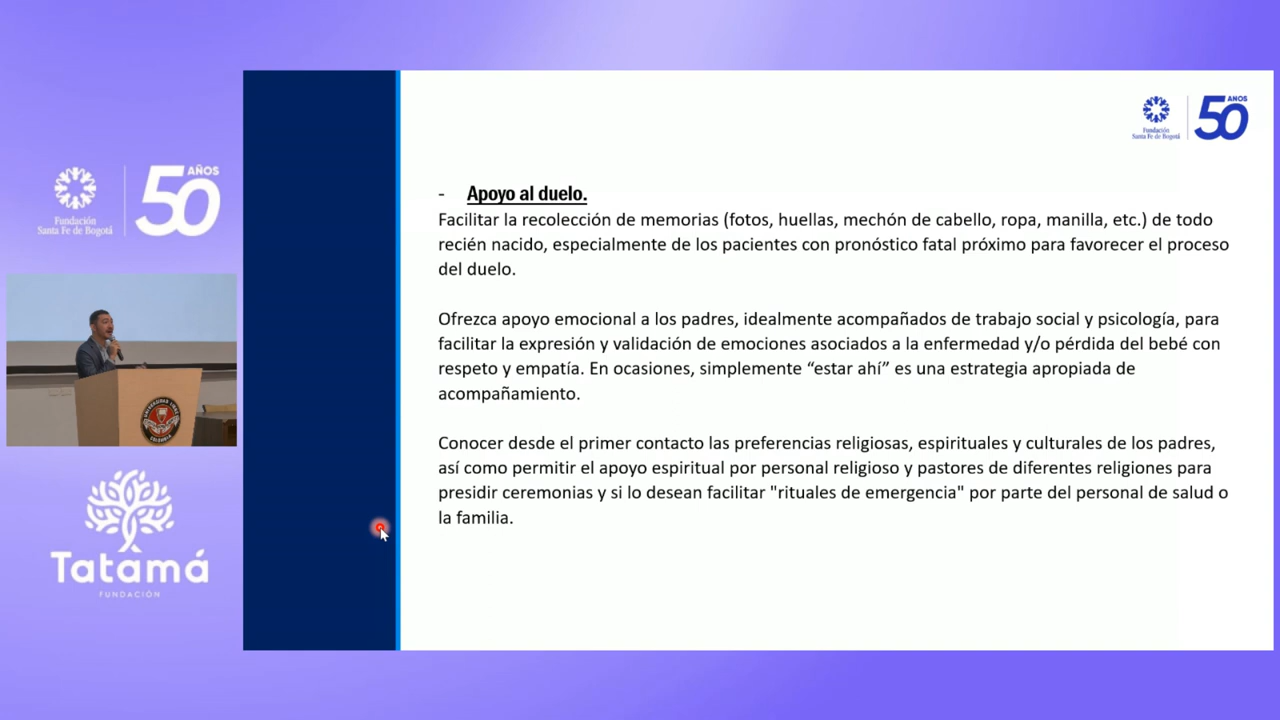 Fundación
Santa Fe de Bogotá
50
AÑOS
Tatamá
FUNDACIÓN
Fundación
Santa Fe de Bogotá
50
AÑOS
- Apoyo al duelo.
Facilitar la recolección de memorias (fotos, huellas, mechón de cabello, ropa, manilla, etc.) de todo
recién nacido, especialmente de los pacientes con pronóstico fatal próximo para favorecer el proceso
del duelo.
Ofrezca apoyo emocional a los padres, idealmente acompañados de trabajo social y psicología, para
facilitar la expresión y validación de emociones asociados a la enfermedad y/o pérdida del bebé con
respeto y empatía. En ocasiones, simplemente “estar ahí” es una estrategia apropiada de
acompañamiento.
Conocer desde el primer contacto las preferencias religiosas, espirituales y culturales de los padres,
así como permitir el apoyo espiritual por personal religioso y pastores de diferentes religiones para
presidir ceremonias y si lo desean facilitar "rituales de emergencia" por parte del personal de salud o
la familia.